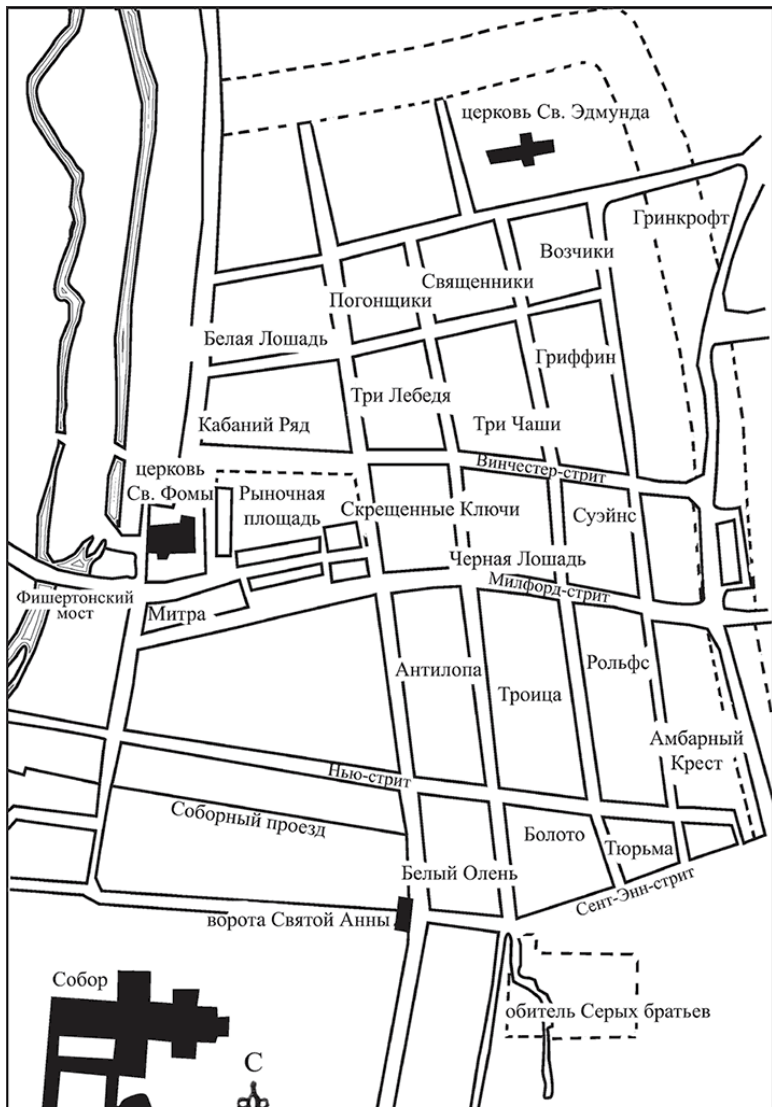 церковь Св. Эдмунда
Гринкрофт
Возчики
Священники
Погонщики
Белая Лошадь
Гриффин
Три Лебедя
Кабаний Ряд
Три Чаши
Винчестер-стрит
церковь
Св. Фомы
Рыночная
площадь
Скрещенные Ключи
Суэйнс
Черная Лошадь
Милфорд-стрит
Фишертонский
мост
Митра
Антилопа
Рольфс
Троица
Амбарный
Крест
Нью-стрит
Соборный проезд
Болото
Тюрьма
Белый Олень
Сент-Энн-стрит
ворота Святой Анны
Собор
обитель Серых братьев
С